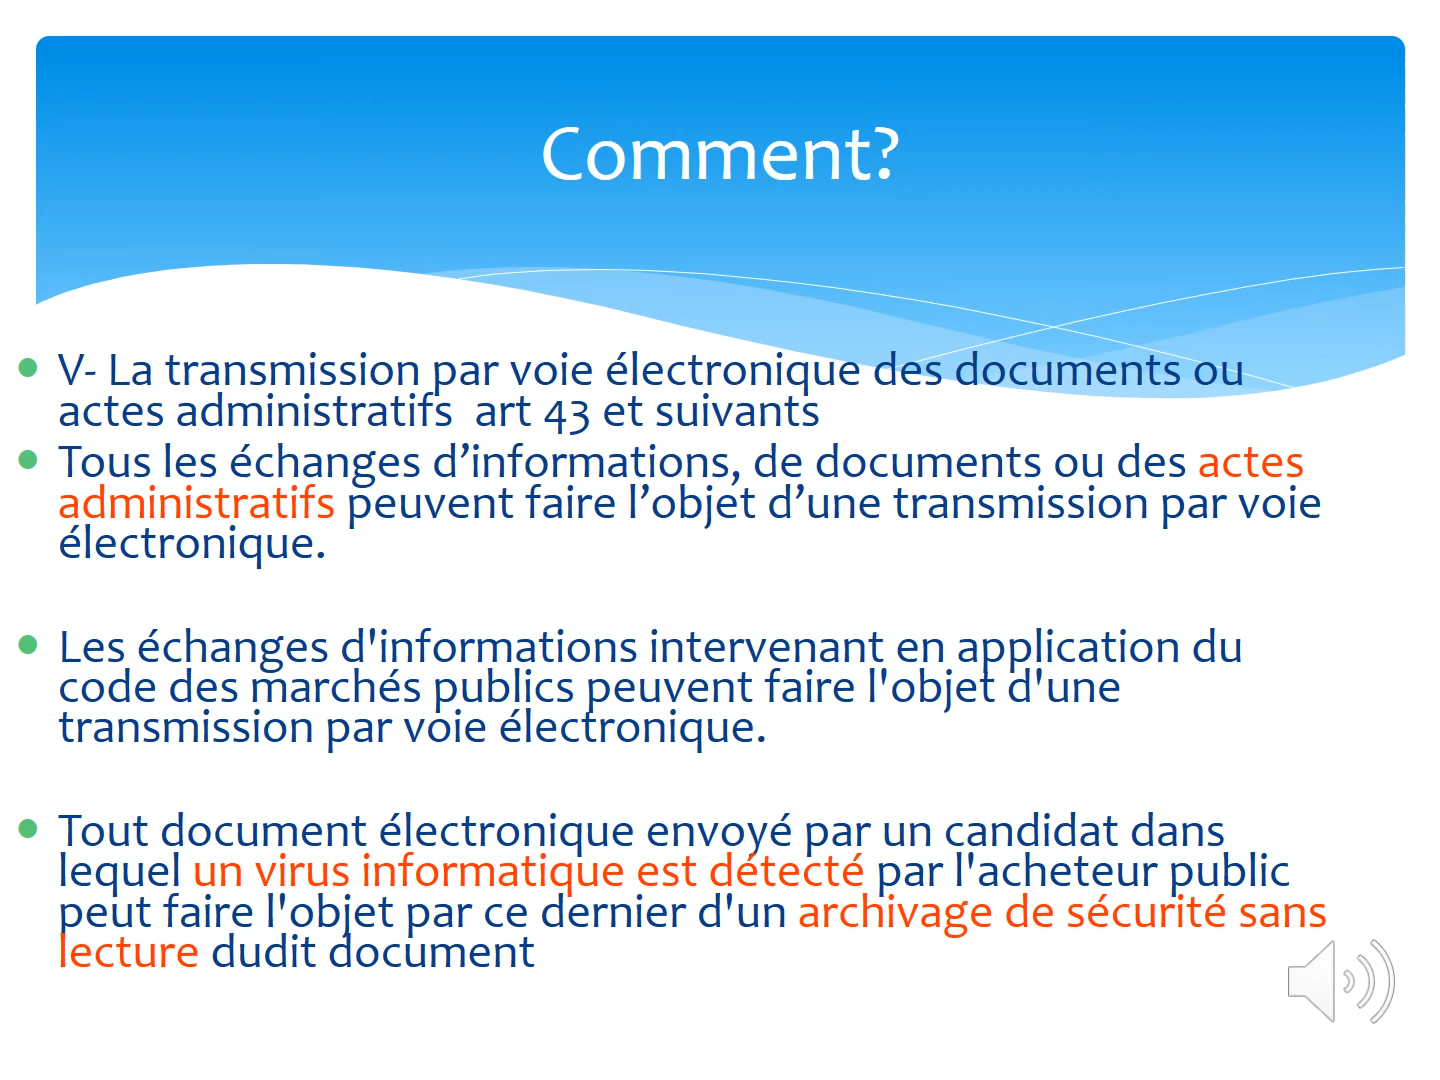 Comment?
V- La transmission par voie électronique des documents ou
actes administratifs art 43 et suivants
Tous les échanges d’informations, de documents ou des actes
administratifs peuvent faire l’objet d’une transmission par voie
électronique.
Les échanges d'informations intervenant en application du
code des marchés publics peuvent faire l'objet d'une
transmission par voie électronique.
Tout document électronique envoyé par un candidat dans
lequel un virus informatique est détecté par l'acheteur public
peut faire l'objet par ce dernier d'un archivage de sécurité sans
lecture dudit document